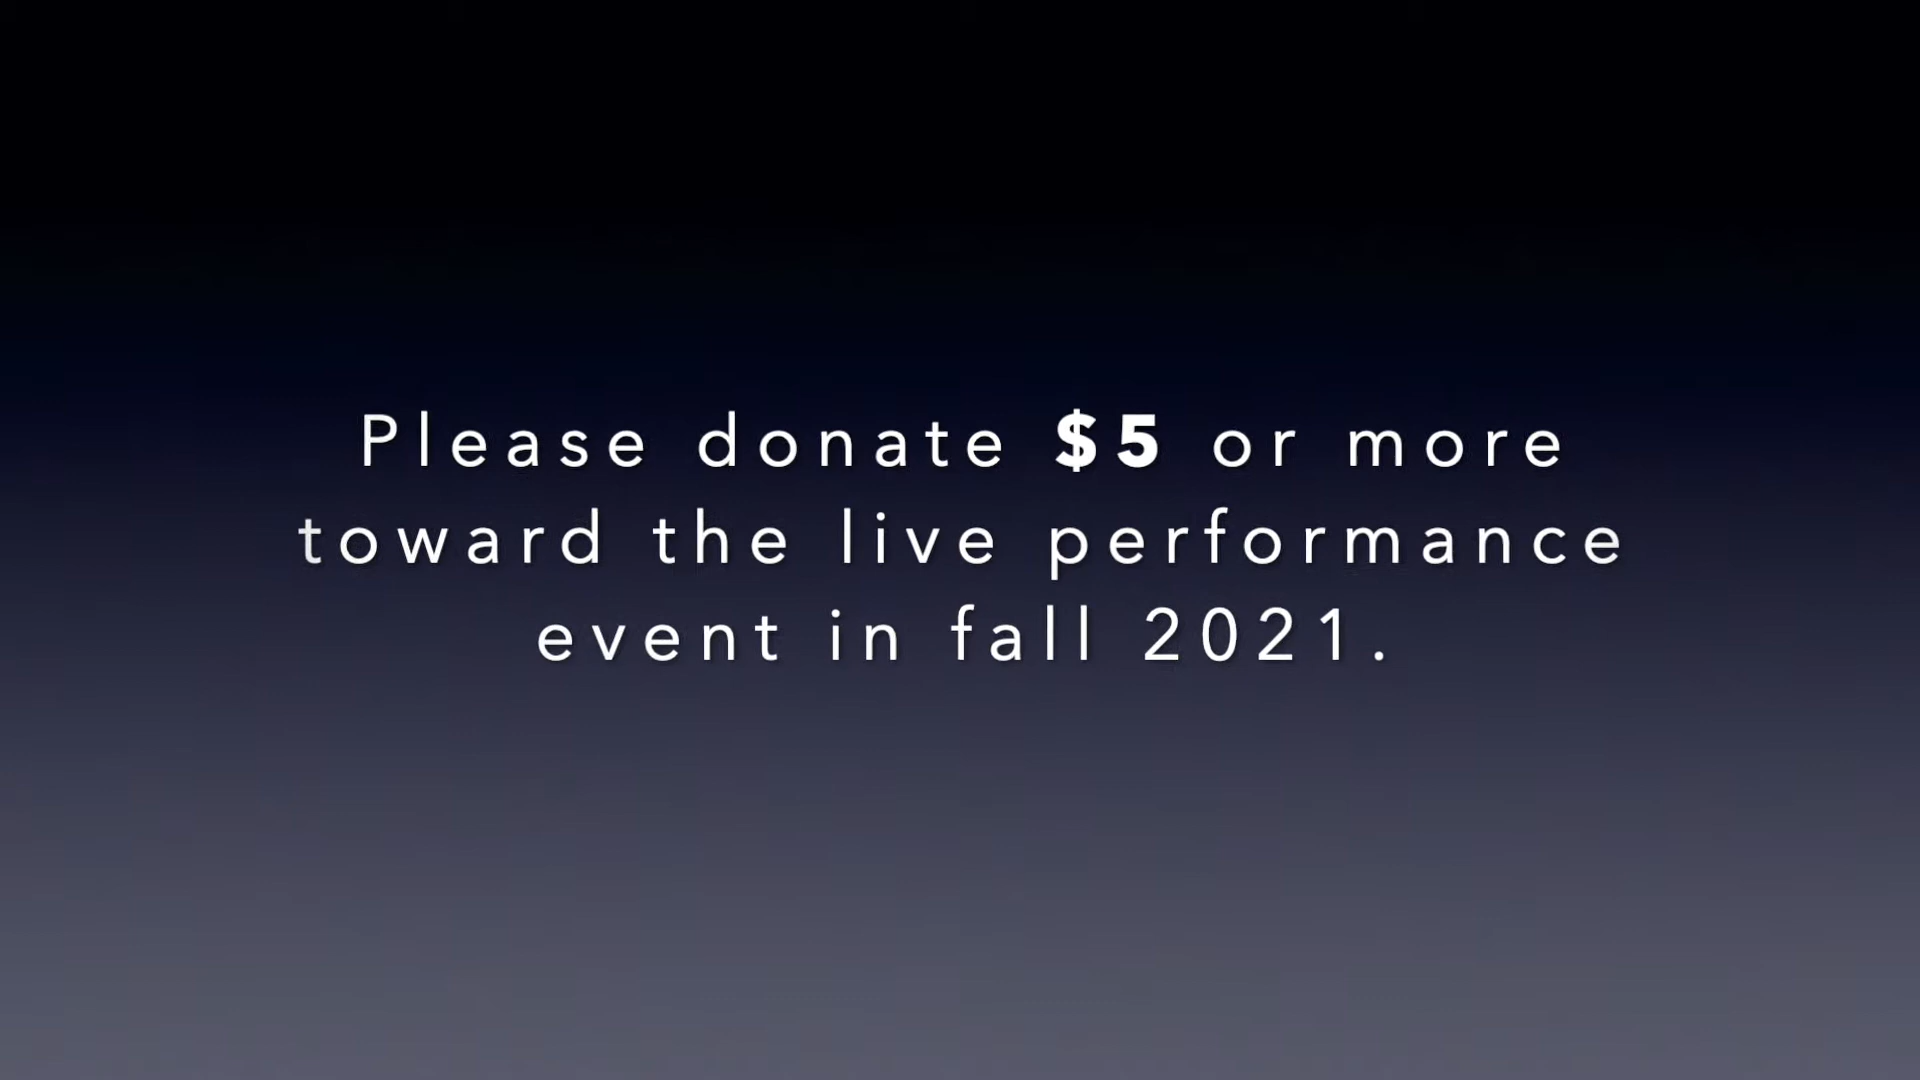 Please donate $5 or more
toward the live performance
event in fall 2021.